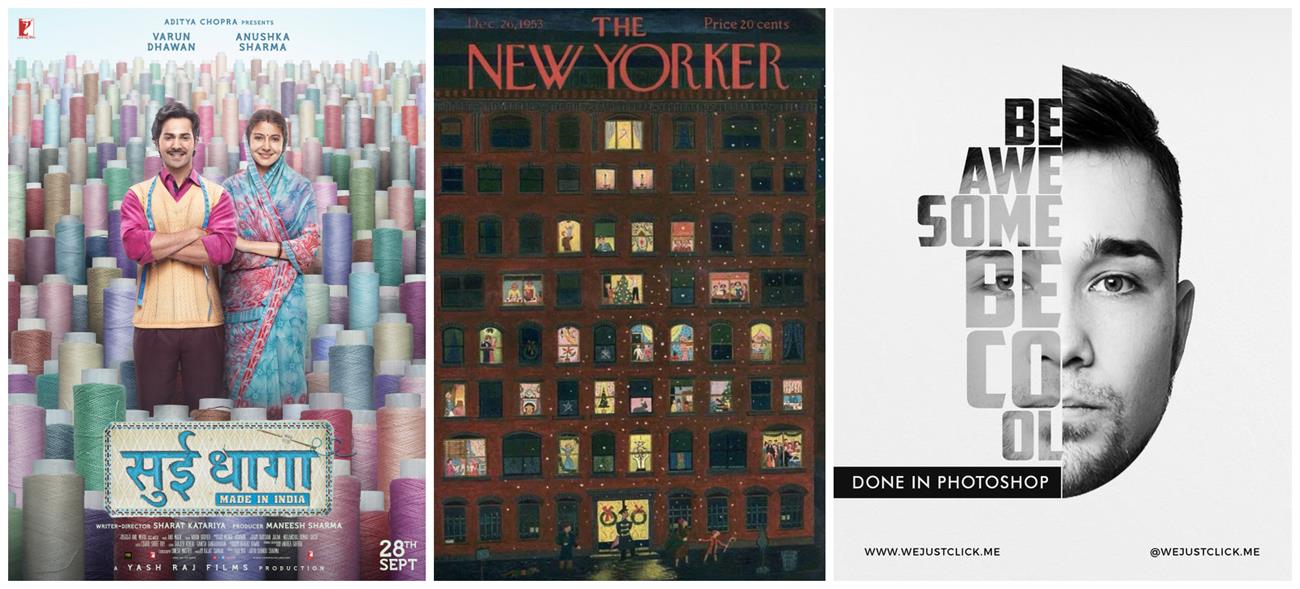 ADITYA CHOPRA PRESENTS
VARUN DHAWAN
ANUSHKA SHARMA
सुई धागा
MADE IN INDIA
WRITER-DIRECTOR SHARAT KATARIYA PRODUCER MANEESH SHARMA
A YASH RAJ FILMS PRODUCTION
28TH
SEPT
Dec. 26, 1953
THE
Price 20 cents
NEW YORKER
BE
AWE
SOME
BE
CO
OL
DONE IN PHOTOSHOP
WWW.WEJUSTCLICK.ME
@WEJUSTCLICK.ME